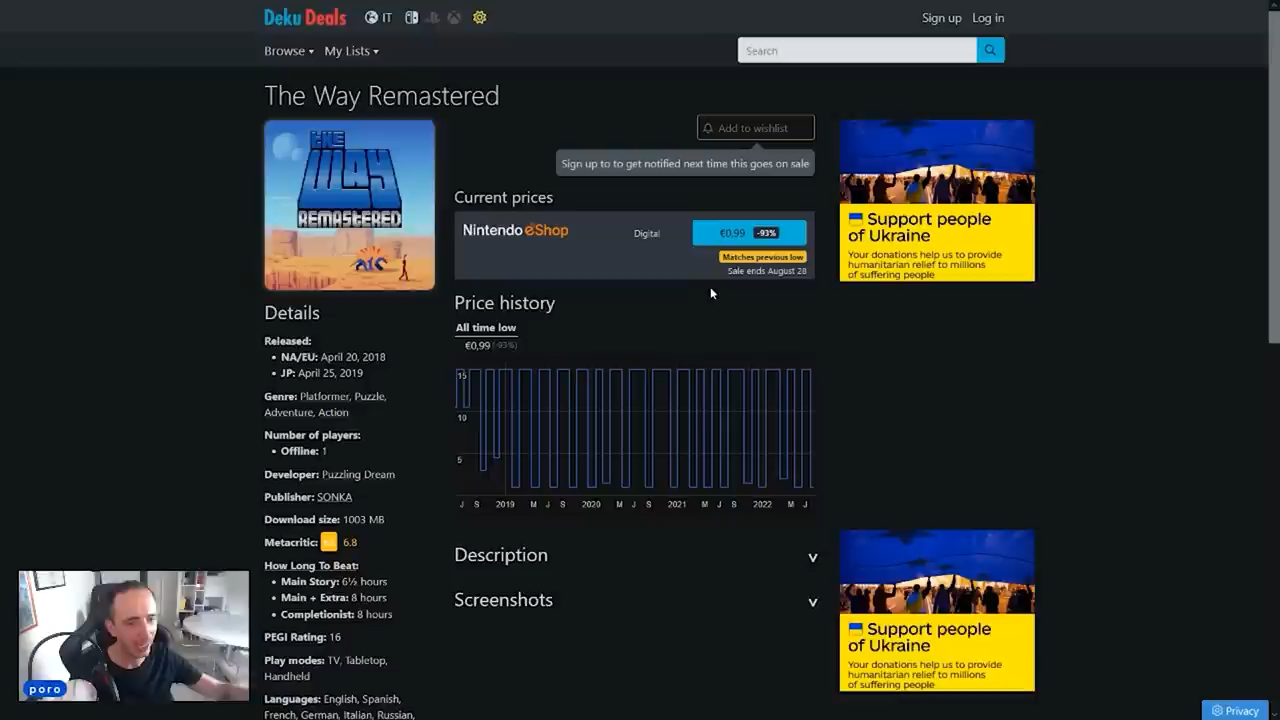 Deku Deals
IT
Sign up
Log in
Browse
My Lists
Search
The Way Remastered
THE
WAY
REMASTERED
Add to wishlist
Sign up to to get notified next time this goes on sale
Current prices
Nintendo eShop
Digital
€0,99 -93%
Matches previous low
Sale ends August 28
Price history
All time low
€0,99 (-93%)
15
10
5
J S 2019 M J S 2020 M J S 2021 M J S 2022 M J
Description
Screenshots
Details
Released:
• NA/EU: April 20, 2018
• JP: April 25, 2019
Genre: Platformer, Puzzle,
Adventure, Action
Number of players:
• Offline: 1
Developer: Puzzling Dream
Publisher: SONKA
Download size: 1003 MB
Metacritic: 6.8
How Long To Beat:
• Main Story: 6½ hours
• Main + Extra: 8 hours
• Completionist: 8 hours
PEGI Rating: 16
Play modes: TV, Tabletop,
Handheld
Languages: English, Spanish,
French, German, Italian, Russian,
Support people
of Ukraine
Your donations help us to provide
humanitarian relief to millions
of suffering people
Support people
of Ukraine
Your donations help us to provide
humanitarian relief to millions
of suffering people
poro
Privacy